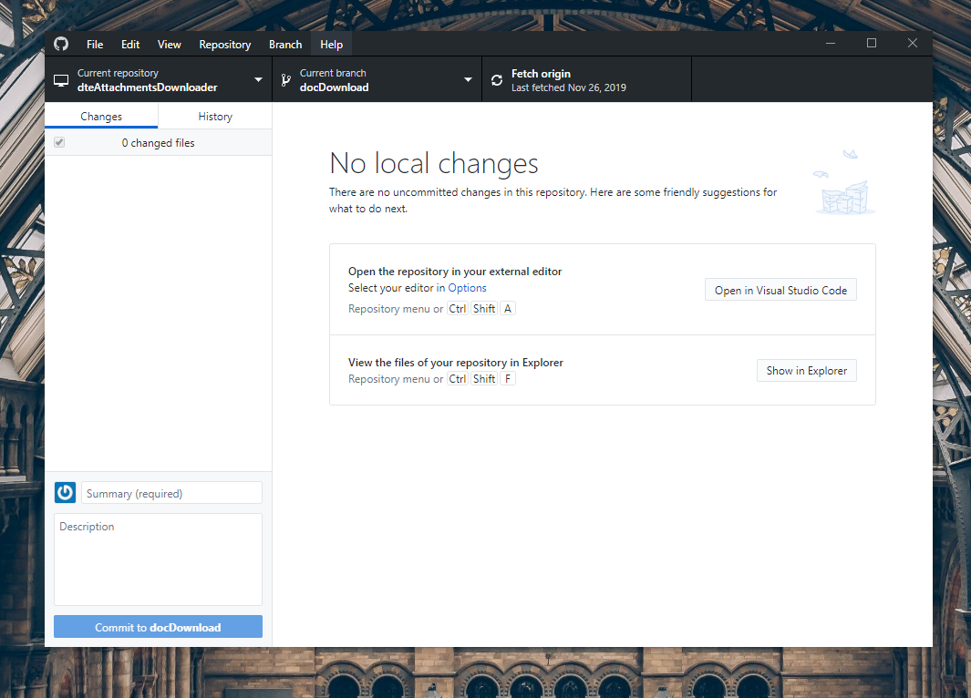 File Edit View Repository Branch Help
Current repository
dteAttachmentsDownloader
Current branch
docDownload
Fetch origin
Last fetched Nov 26, 2019
Changes History
0 changed files
No local changes
There are no uncommitted changes in this repository. Here are some friendly suggestions for
what to do next.
Open the repository in your external editor
Select your editor in Options
Repository menu or Ctrl Shift A
Open in Visual Studio Code
View the files of your repository in Explorer
Repository menu or Ctrl Shift F
Show in Explorer
Summary (required)
Description
Commit to docDownload